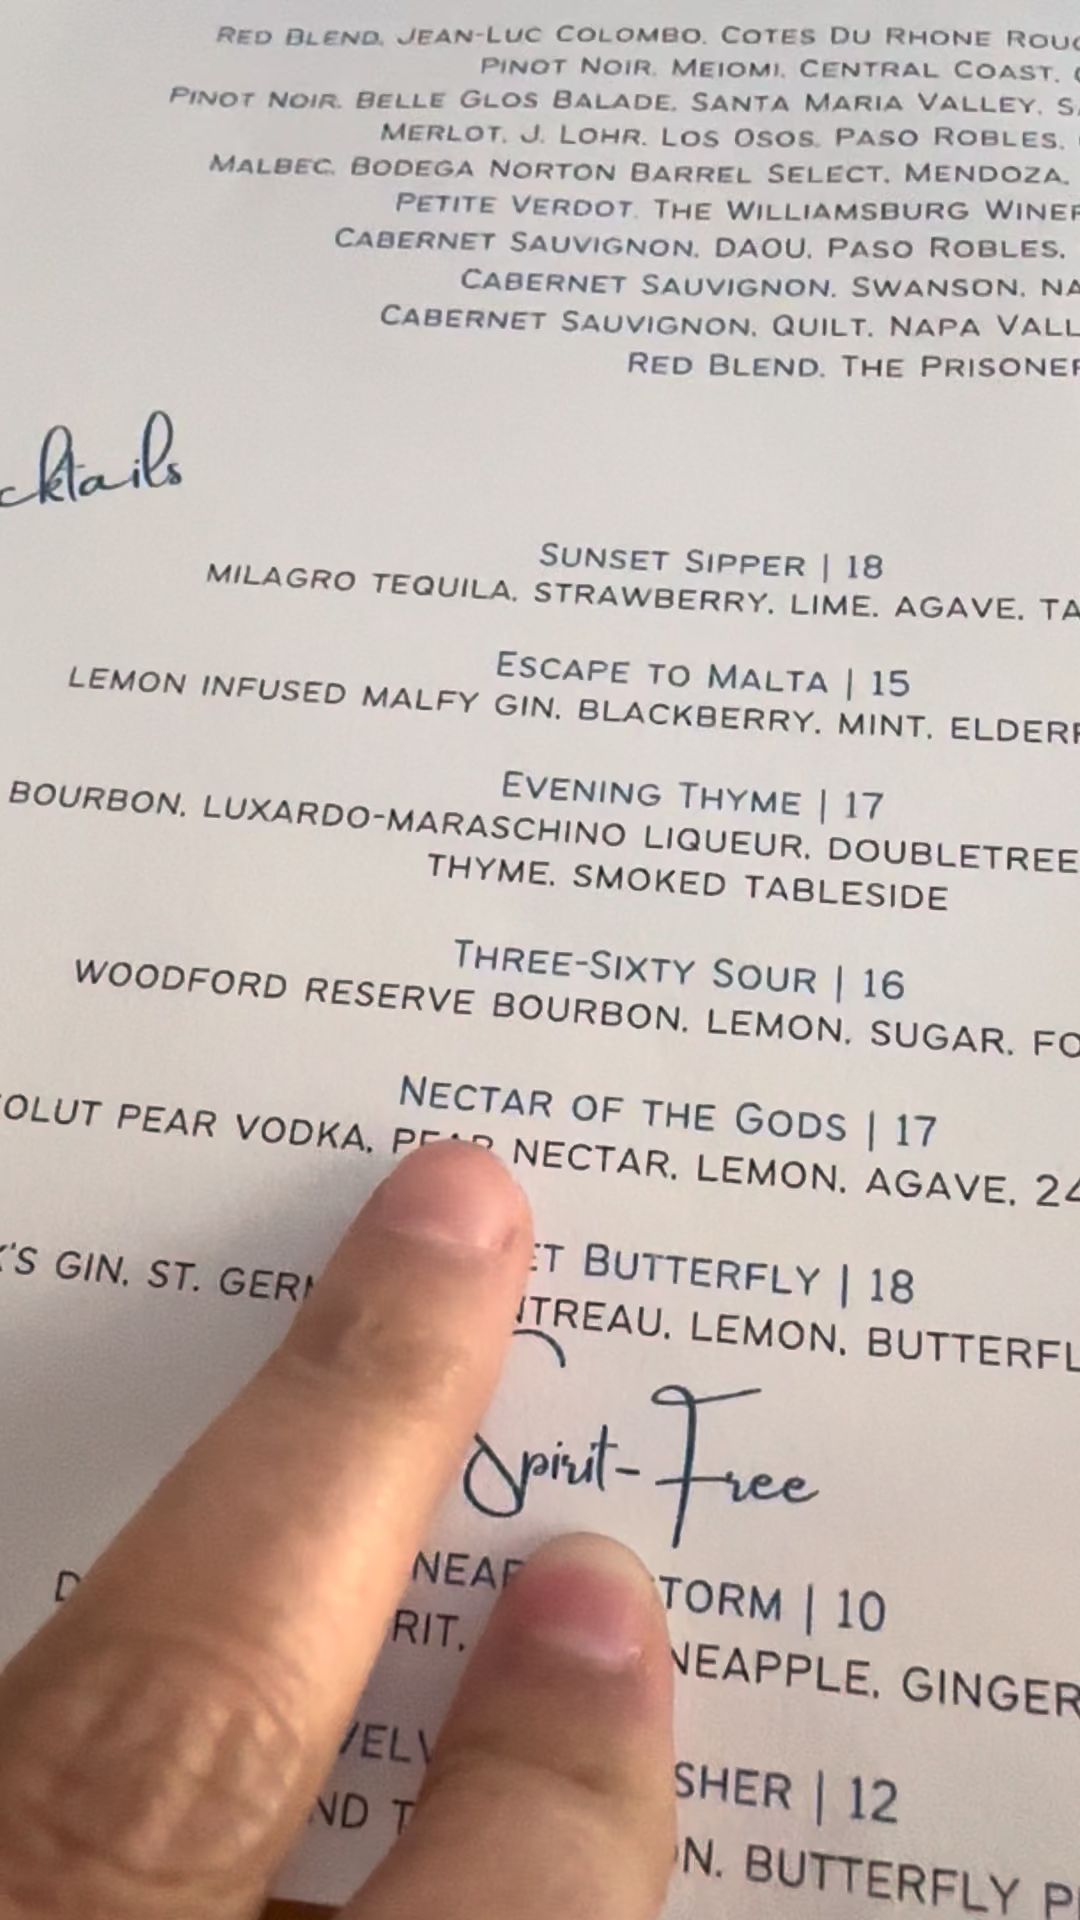 RED BLEND. JEAN-LUC COLOMBO. COTES DU RHONE
PINOT NOIR. MEIOMI. CENTRAL COAST.
PINOT NOIR. BELLE GLOS BALADE. SANTA MARIA VALLEY.
MERLOT. J. LOHR. LOS OSOS. PASO ROBLES.
MALBEC. BODEGA NORTON BARREL SELECT. MENDOZA.
PETITE VERDOT. THE WILLIAMSBURG
CABERNET SAUVIGNON. DAOU. PASO ROBLES.
CABERNET SAUVIGNON. SWANSON.
CABERNET SAUVIGNON. QUILT. NAPA
RED BLEND. THE
SUNSET SIPPER | 18
MILAGRO TEQUILA. STRAWBERRY. LIME. AGAVE.
ESCAPE TO MALTA | 15
LEMON INFUSED MALFY GIN. BLACKBERRY. MINT.
EVENING THYME | 17
BOURBON. LUXARDO-MARASCHINO LIQUEUR. DOUBLETREE
THYME. SMOKED TABLESIDE
THREE-SIXTY SOUR | 16
WOODFORD RESERVE BOURBON. LEMON. SUGAR.
NECTAR OF THE GODS | 17
PEAR VODKA. PEAR NECTAR. LEMON. AGAVE.
BUTTERFLY | 18
GIN. ST. LEMON.
Spirit-Free
| 10
GINGER
| 12
BUTTERFLY